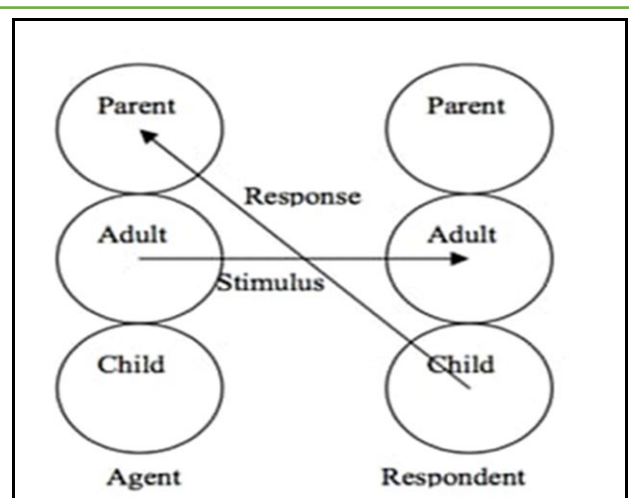 Parent Parent
Response
Adult Adult
Stimulus
Child Child
Agent Respondent